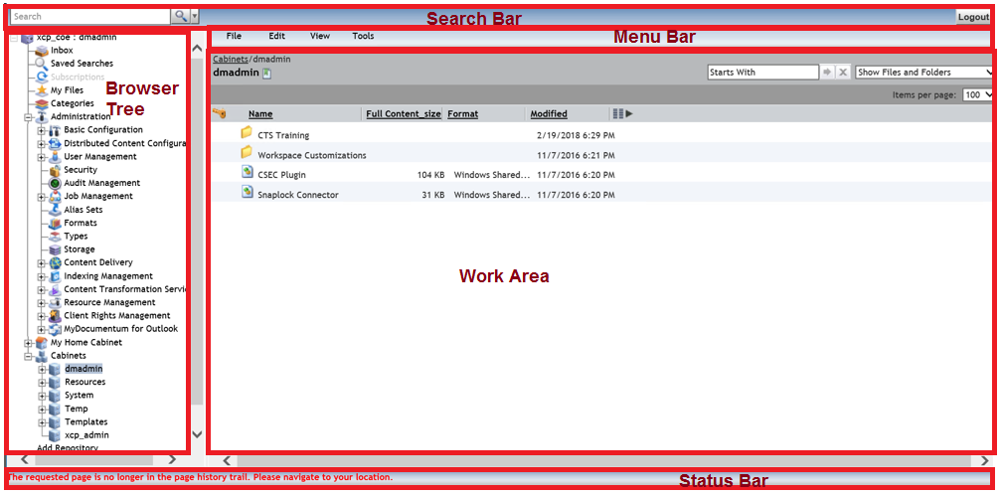 Search
Search Bar
Logout
xcp_coe : dmadmin
Inbox
Saved Searches
Subscriptions
My Files
Categories
Administration
Basic Configuration
Distributed Content Configura
User Management
Security
Audit Management
Job Management
Alias Sets
Formats
Types
Storage
Content Delivery
Indexing Management
Content Transformation Servi
Resource Management
Client Rights Management
MyDocumentum for Outlook
My Home Cabinet
Cabinets
dmadmin
Resources
System
Temp
Templates
xcp_admin
Add Repository
Browser
Tree
File Edit View Tools
Menu Bar
Cabinets/dmadmin
dmadmin
Starts With
Show Files and Folders
Items per page: 100
Name Full Content_size Format Modified
CTS Training 2/19/2018 6:29 PM
Workspace Customizations 11/7/2016 6:21 PM
CSEC Plugin 104 KB Windows Shared... 11/7/2016 6:20 PM
Snaplock Connector 31 KB Windows Shared... 11/7/2016 6:20 PM
Work Area
The requested page is no longer in the page history trail. Please navigate to your location.
Status Bar